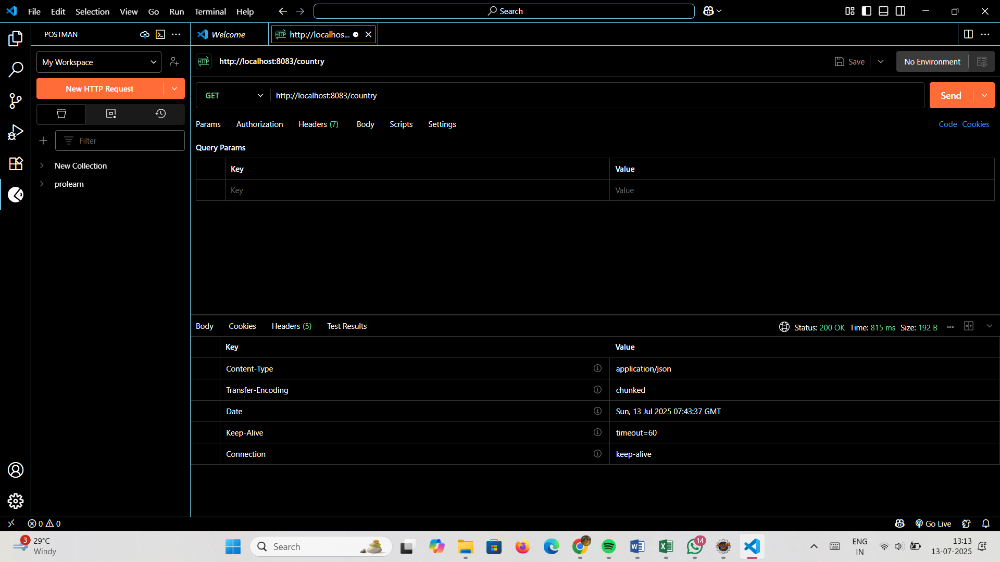 File Edit Selection View Go Run Terminal Help
Search
POSTMAN
Welcome
HTTP http://localhos...
My Workspace
HTTP http://localhost:8083/country
Save
No Environment
New HTTP Request
GET http://localhost:8083/country
Send
Params Authorization Headers (7) Body Scripts Settings
Code Cookies
Filter
Query Params
New Collection
prolearn
Key Value
Key Value
Body Cookies Headers (5) Test Results
Status: 200 OK Time: 815 ms Size: 192 B
Key Value
Content-Type application/json
Transfer-Encoding chunked
Date Sun, 13 Jul 2025 07:43:37 GMT
Keep-Alive timeout=60
Connection keep-alive
0 0
Go Live
3
29°C
Windy
Search
14
ENG
IN
13:13
13-07-2025